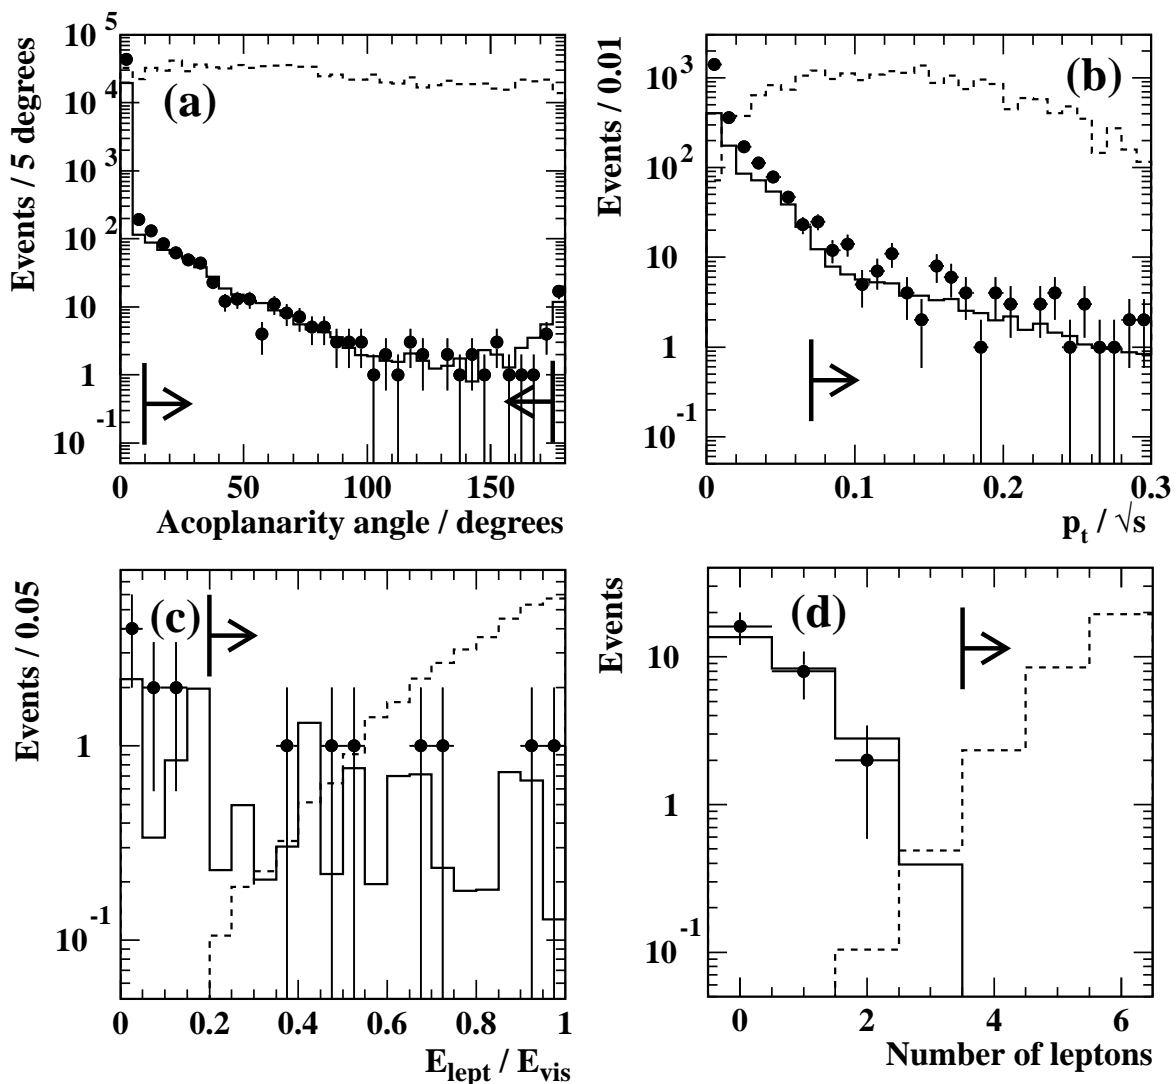 Events / 5 degrees
10^5
10^4
10^3
10^2
10
1
10^-1
(a)
0 50 100 150
Acoplanarity angle / degrees
Events / 0.01
10^3
10^2
10
1
10^-1
(b)
0 0.1 0.2 0.3
p_t / √s
Events / 0.05
1
10^-1
(c)
0 0.2 0.4 0.6 0.8 1
E_lept / E_vis
Events
10
1
10^-1
(d)
0 2 4 6
Number of leptons